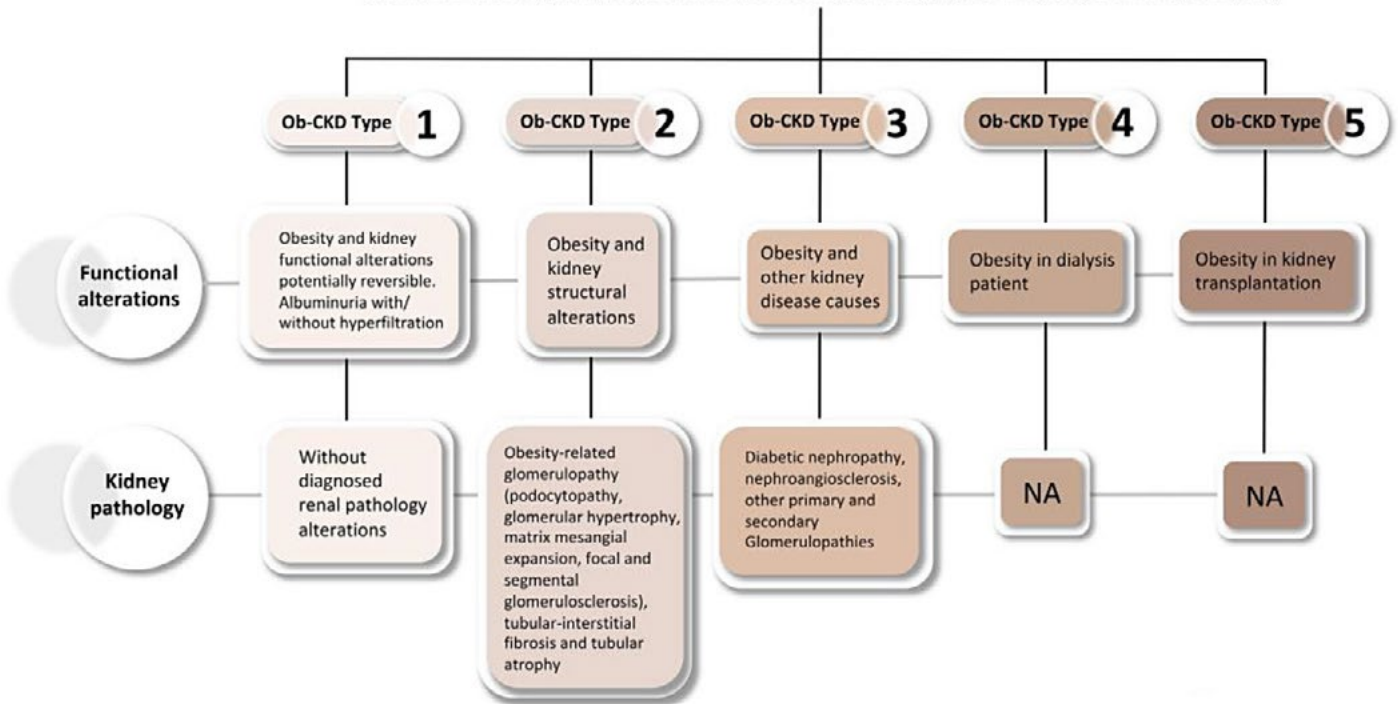 Ob-CKD Type 1
Ob-CKD Type 2
Ob-CKD Type 3
Ob-CKD Type 4
Ob-CKD Type 5
Functional
alterations
Obesity and kidney
functional alterations
potentially reversible.
Albuminuria with/
without hyperfiltration
Obesity and
kidney
structural
alterations
Obesity and
other kidney
disease causes
Obesity in dialysis
patient
Obesity in kidney
transplantation
Kidney
pathology
Without
diagnosed
renal pathology
alterations
Obesity-related
glomerulopathy
(podocytopathy,
glomerular hypertrophy,
matrix mesangial
expansion, focal and
segmental
glomerulosclerosis),
tubular-interstitial
fibrosis and tubular
atrophy
Diabetic nephropathy,
nephroangiosclerosis,
other primary and
secondary
Glomerulopathies
NA
NA